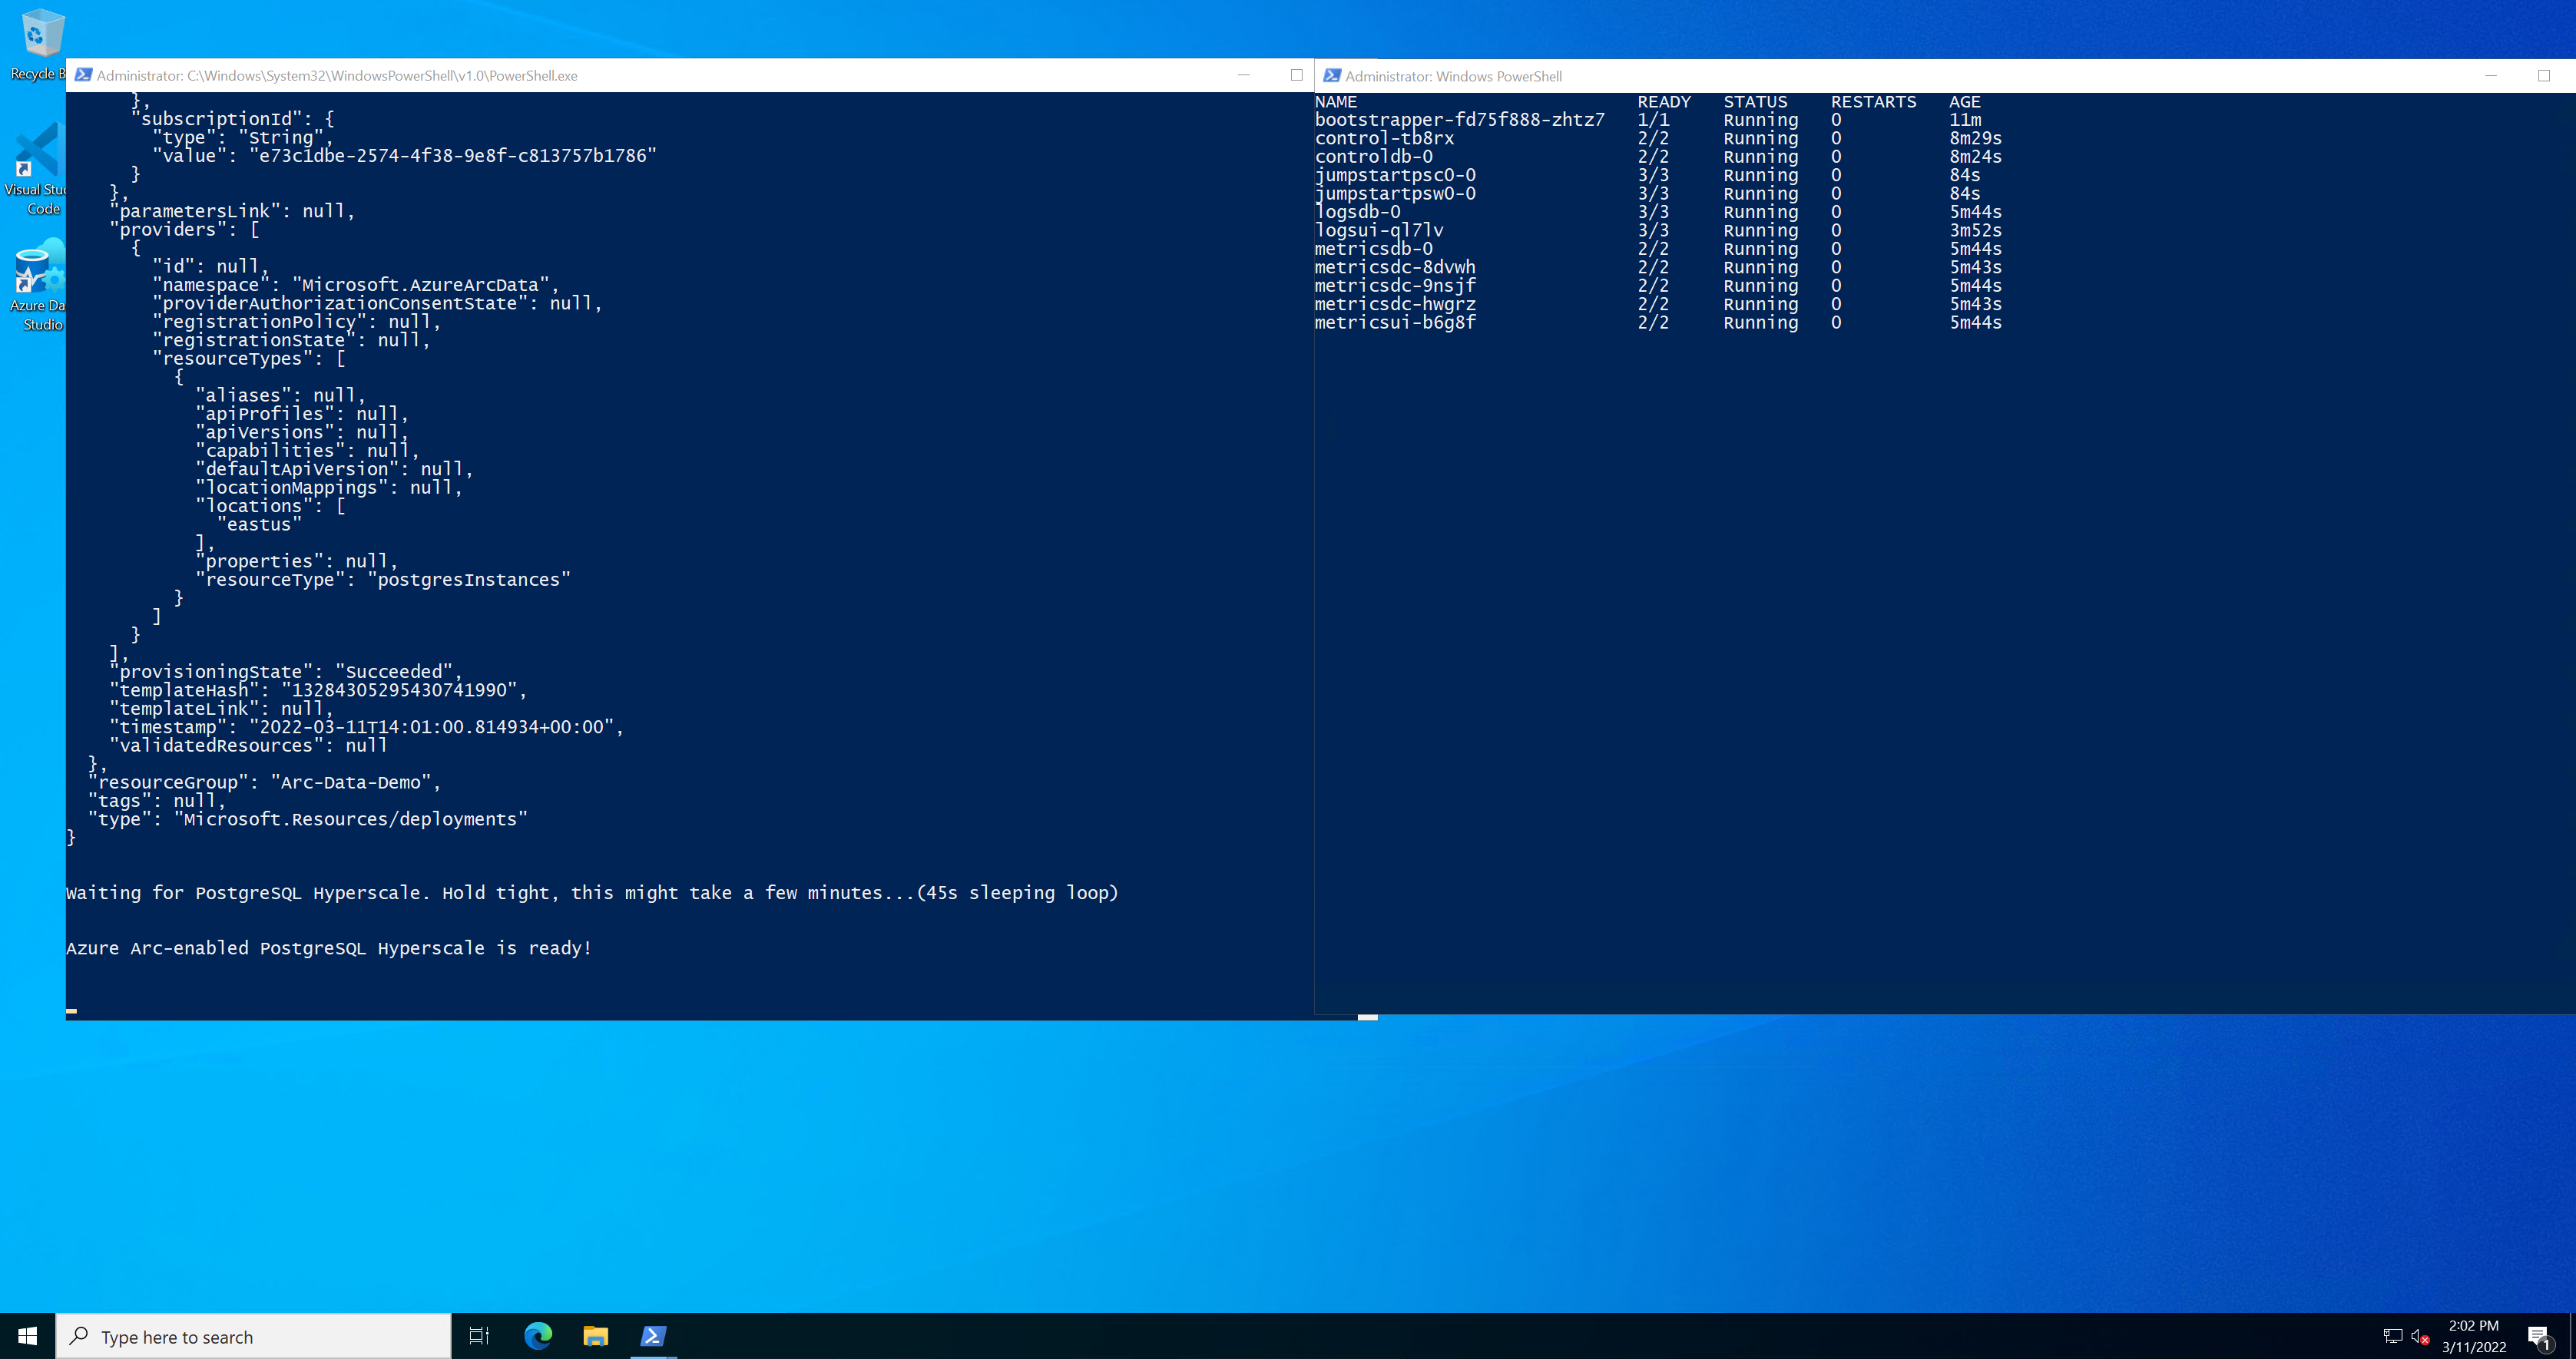 Recycle B
Visual Stu
Code
Azure Da
Studio
Administrator: C:\Windows\System32\WindowsPowerShell\v1.0\PowerShell.exe
},
"subscriptionId": {
"type": "String",
"value": "e73c1dbe-2574-4f38-9e8f-c813757b1786"
}
},
"parametersLink": null,
"providers": [
{
"id": null,
"namespace": "Microsoft.AzureArcData",
"providerAuthorizationConsentState": null,
"registrationPolicy": null,
"registrationState": null,
"resourceTypes": [
{
"aliases": null,
"apiProfiles": null,
"apiVersions": null,
"capabilities": null,
"defaultApiVersion": null,
"locationMappings": null,
"locations": [
"eastus"
],
"properties": null,
"resourceType": "postgresInstances"
}
]
}
],
"provisioningState": "Succeeded",
"templateHash": "13284305295430741990",
"templateLink": null,
"timestamp": "2022-03-11T14:01:00.814934+00:00",
"validatedResources": null
},
"resourceGroup": "Arc-Data-Demo",
"tags": null,
"type": "Microsoft.Resources/deployments"
}
Waiting for PostgreSQL Hyperscale. Hold tight, this might take a few minutes...(45s sleeping loop)
Azure Arc-enabled PostgreSQL Hyperscale is ready!
Administrator: Windows PowerShell
NAME READY STATUS RESTARTS AGE
bootstrapper-fd75f888-zhtz7 1/1 Running 0 11m
control-tb8rx 2/2 Running 0 8m29s
controldb-0 2/2 Running 0 8m24s
jumpstartpsc0-0 3/3 Running 0 84s
jumpstartpsw0-0 3/3 Running 0 84s
logsdb-0 3/3 Running 0 5m44s
logsui-ql7lv 3/3 Running 0 3m52s
metricsdb-0 2/2 Running 0 5m44s
metricsdc-8dvwh 2/2 Running 0 5m43s
metricsdc-9nsjf 2/2 Running 0 5m44s
metricsdc-hwgrz 2/2 Running 0 5m43s
metricsui-b6g8f 2/2 Running 0 5m44s
Type here to search
2:02 PM
3/11/2022
1